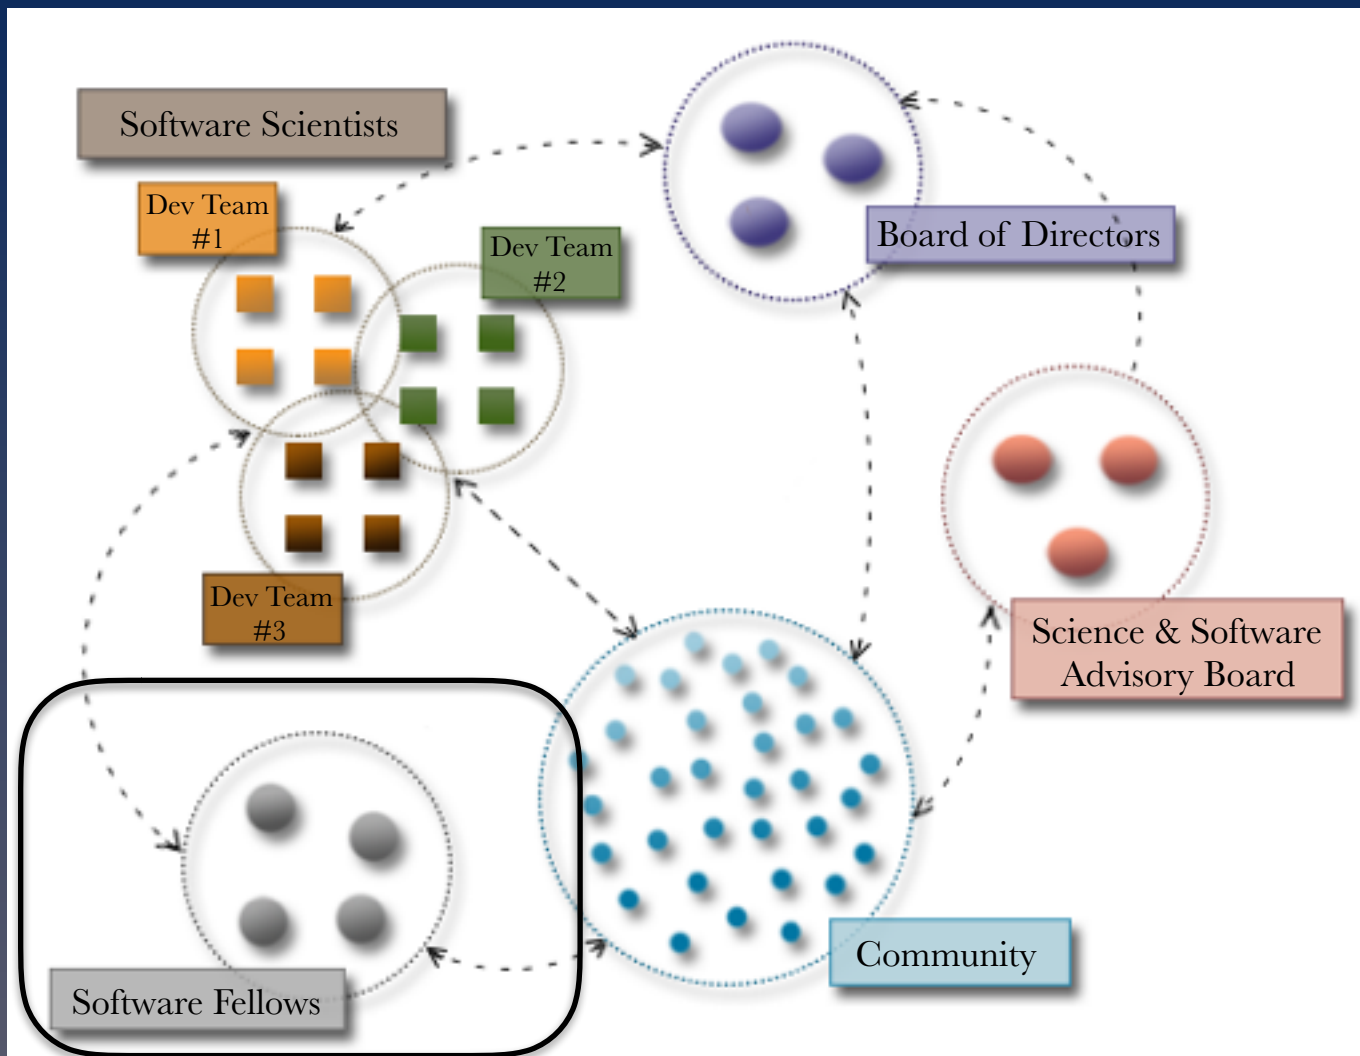 Software Scientists
Dev Team
#1
Dev Team
#2
Board of Directors
Dev Team
#3
Science & Software
Advisory Board
Community
Software Fellows